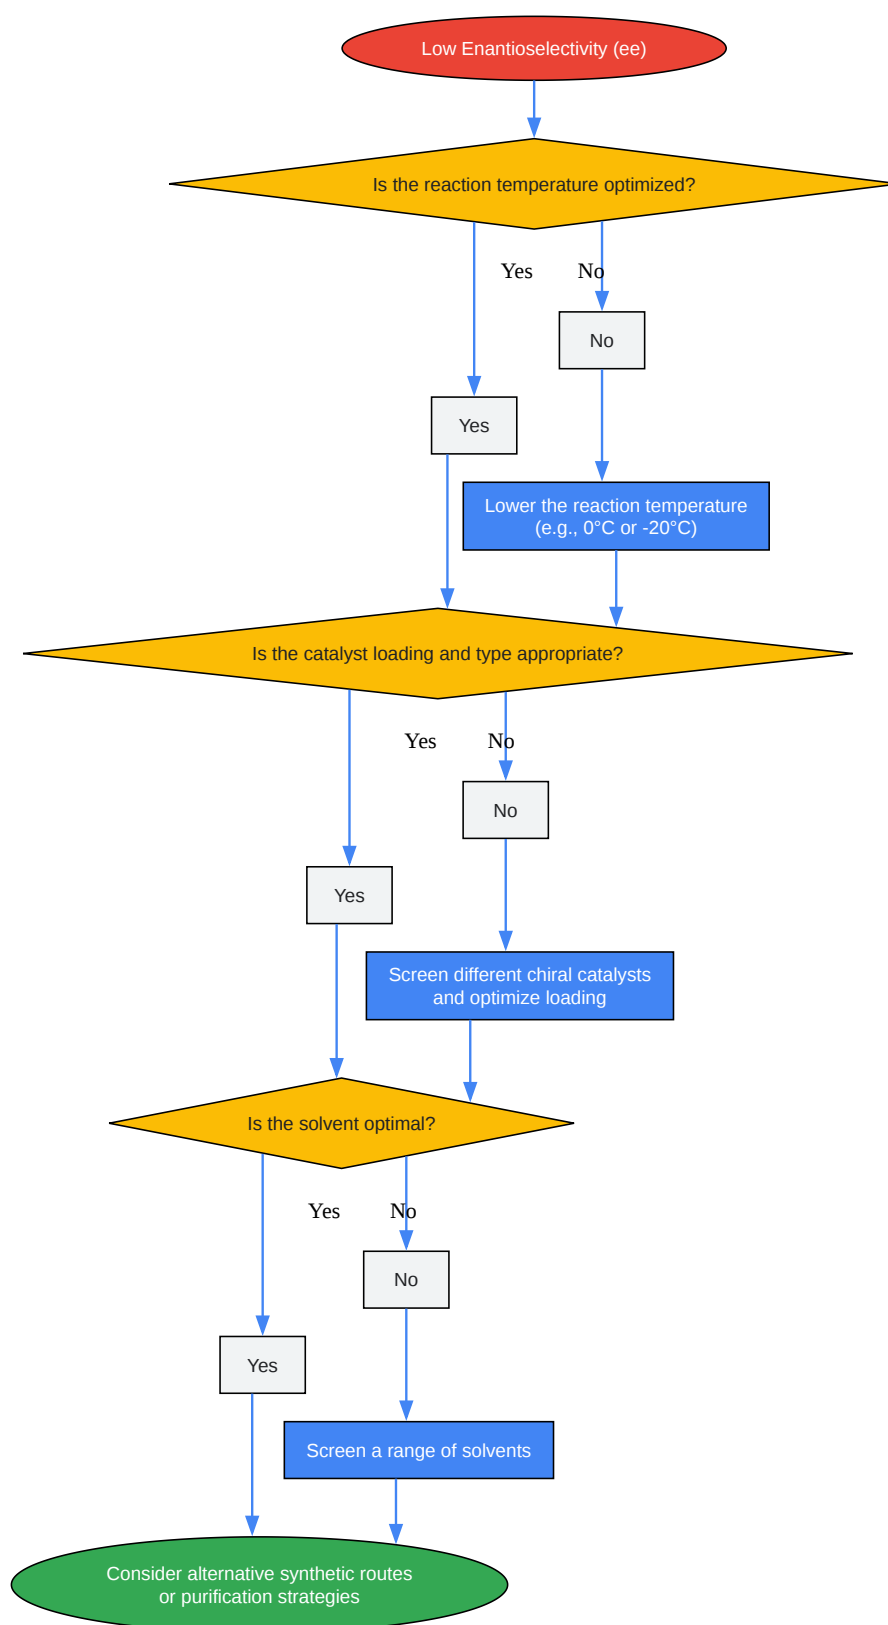 Low Enantioselectivity (ee)
Is the reaction temperature optimized?
Yes
No
No
Yes
Lower the reaction temperature
(e.g., 0°C or -20°C)
Is the catalyst loading and type appropriate?
Yes
No
No
Yes
Screen different chiral catalysts
and optimize loading
Is the solvent optimal?
Yes
No
No
Yes
Screen a range of solvents
Consider alternative synthetic routes
or purification strategies